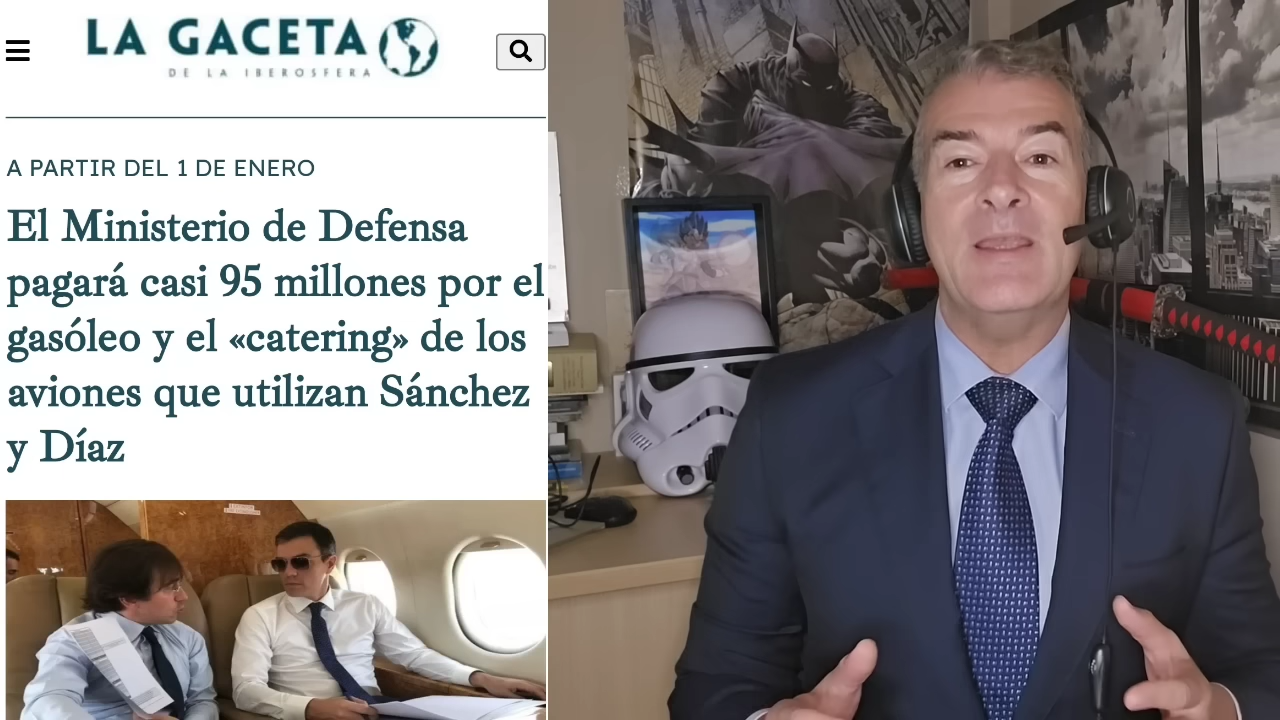 LA GACETA
DE LA IBEROSFERA
A PARTIR DEL 1 DE ENERO
El Ministerio de Defensa
pagará casi 95 millones por el
gasóleo y el «catering» de los
aviones que utilizan Sánchez
y Díaz